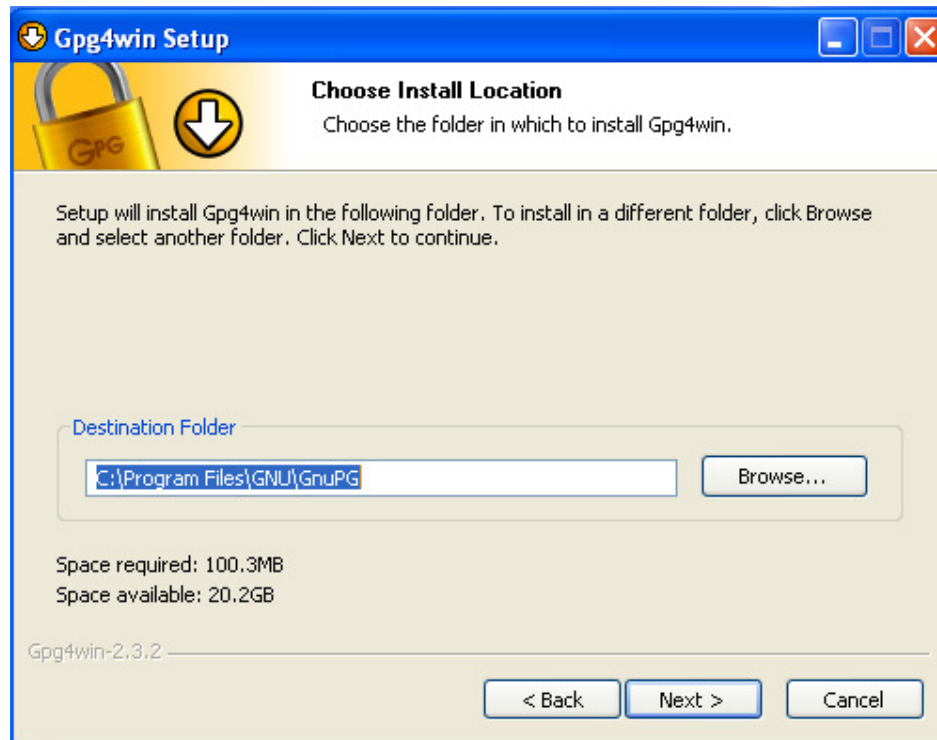 Gpg4win Setup
GPG
Choose Install Location
Choose the folder in which to install Gpg4win.
Setup will install Gpg4win in the following folder. To install in a different folder, click Browse
and select another folder. Click Next to continue.
Destination Folder
C:\Program Files\GNU\GnuPG
Browse...
Space required: 100.3MB
Space available: 20.2GB
Gpg4win-2.3.2
< Back Next > Cancel